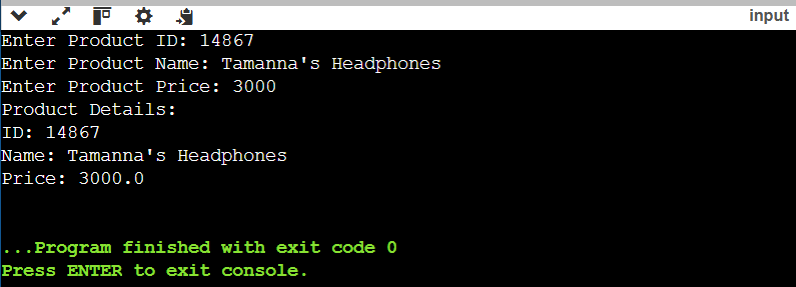 input
Enter Product ID: 14867
Enter Product Name: Tamanna's Headphones
Enter Product Price: 3000
Product Details:
ID: 14867
Name: Tamanna's Headphones
Price: 3000.0
...Program finished with exit code 0
Press ENTER to exit console.